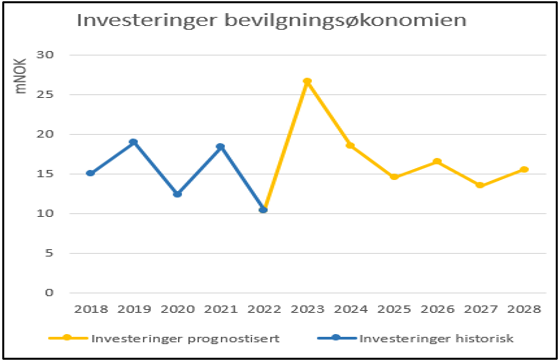 Investeringer bevilgningsøkonomien
mNOK
30
25
20
15
10
5
0
2018 2019 2020 2021 2022 2023 2024 2025 2026 2027 2028
Investeringer prognostisert Investeringer historisk